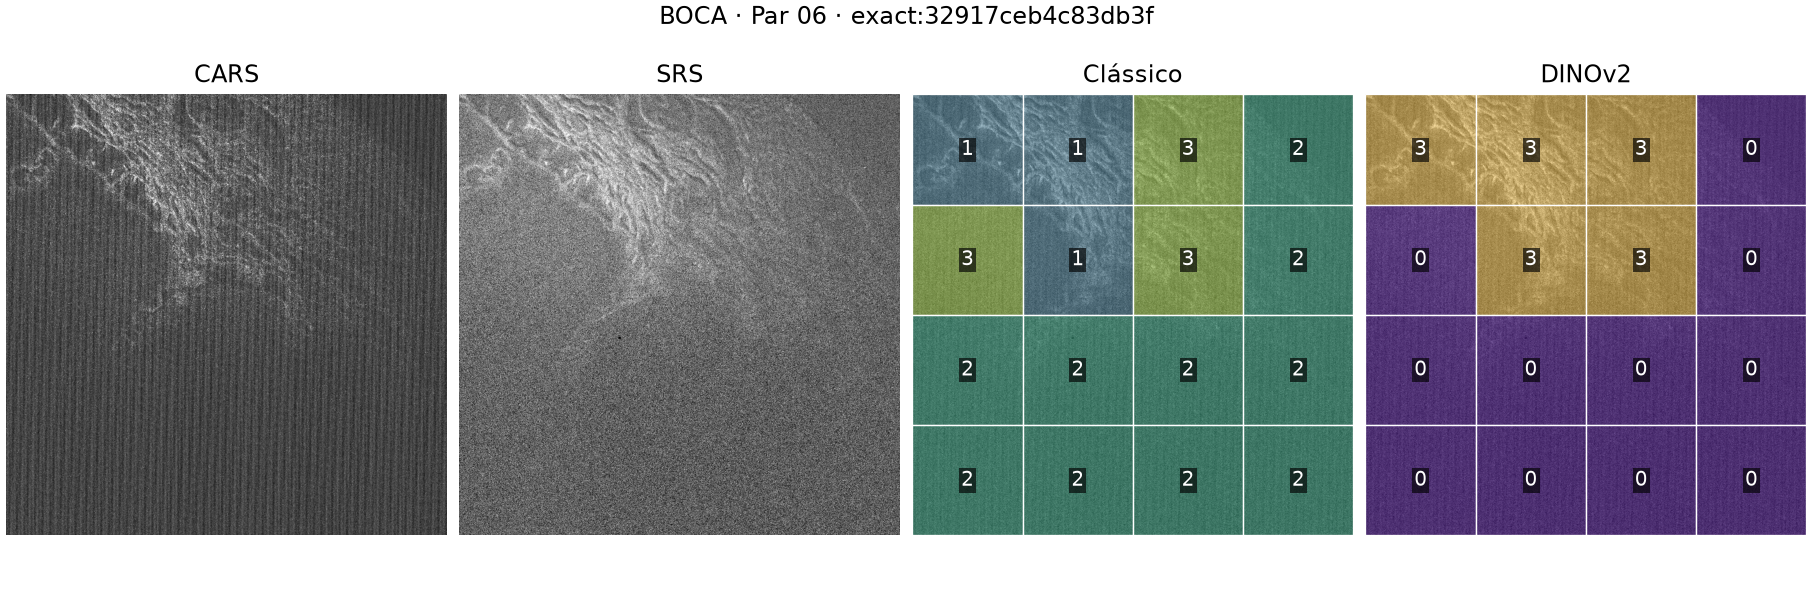 BOCA · Par 06 · exact:32917ceb4c83db3f
CARS SRS Clássico DINOv2
1 1 3 2 3 3 3 0
3 1 3 2 0 3 3 0
2 2 2 2 0 0 0 0
2 2 2 2 0 0 0 0